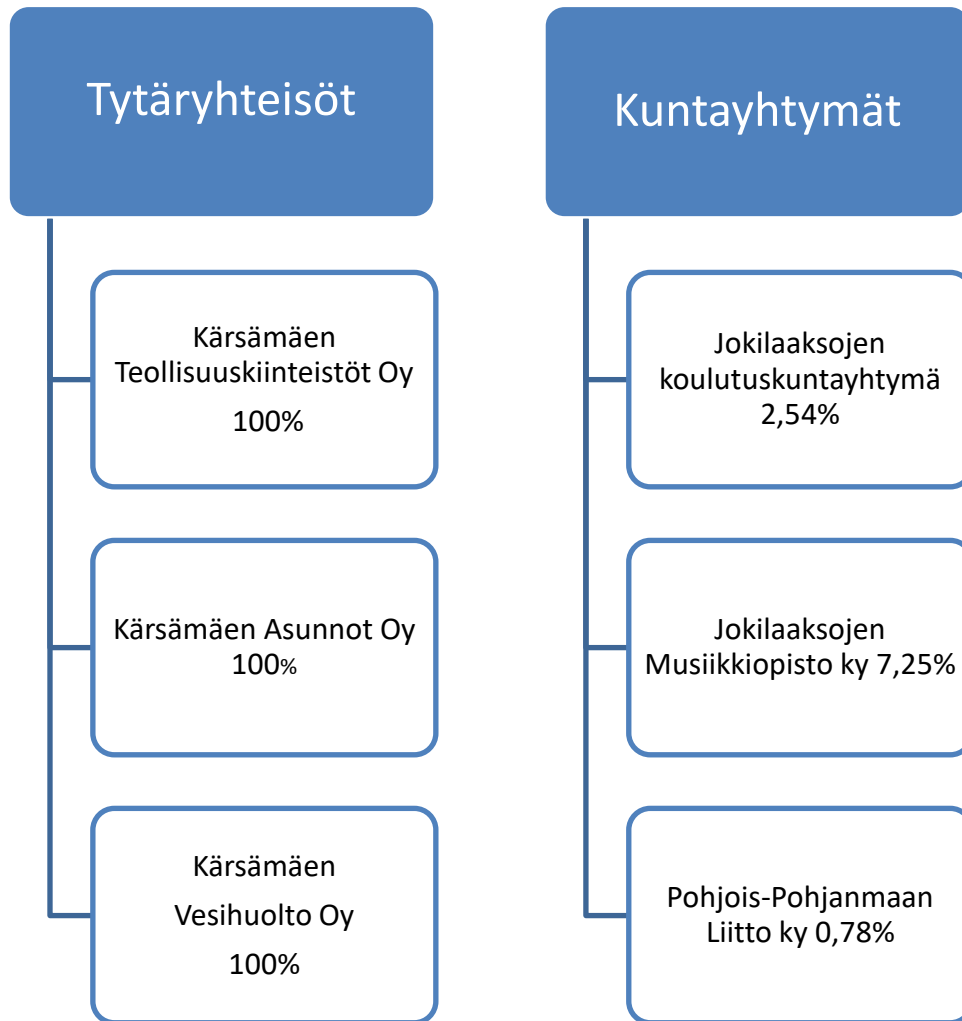 Tytäryhteisöt
Kärsämäen
Teollisuuskiinteistöt Oy
100%
Kärsämäen Asunnot Oy
100%
Kärsämäen
Vesihuolto Oy
100%
Kuntayhtymät
Jokilaaksojen
koulutuskuntayhtymä
2,54%
Jokilaaksojen
Musiikkiopisto ky 7,25%
Pohjois-Pohjanmaan
Liitto ky 0,78%